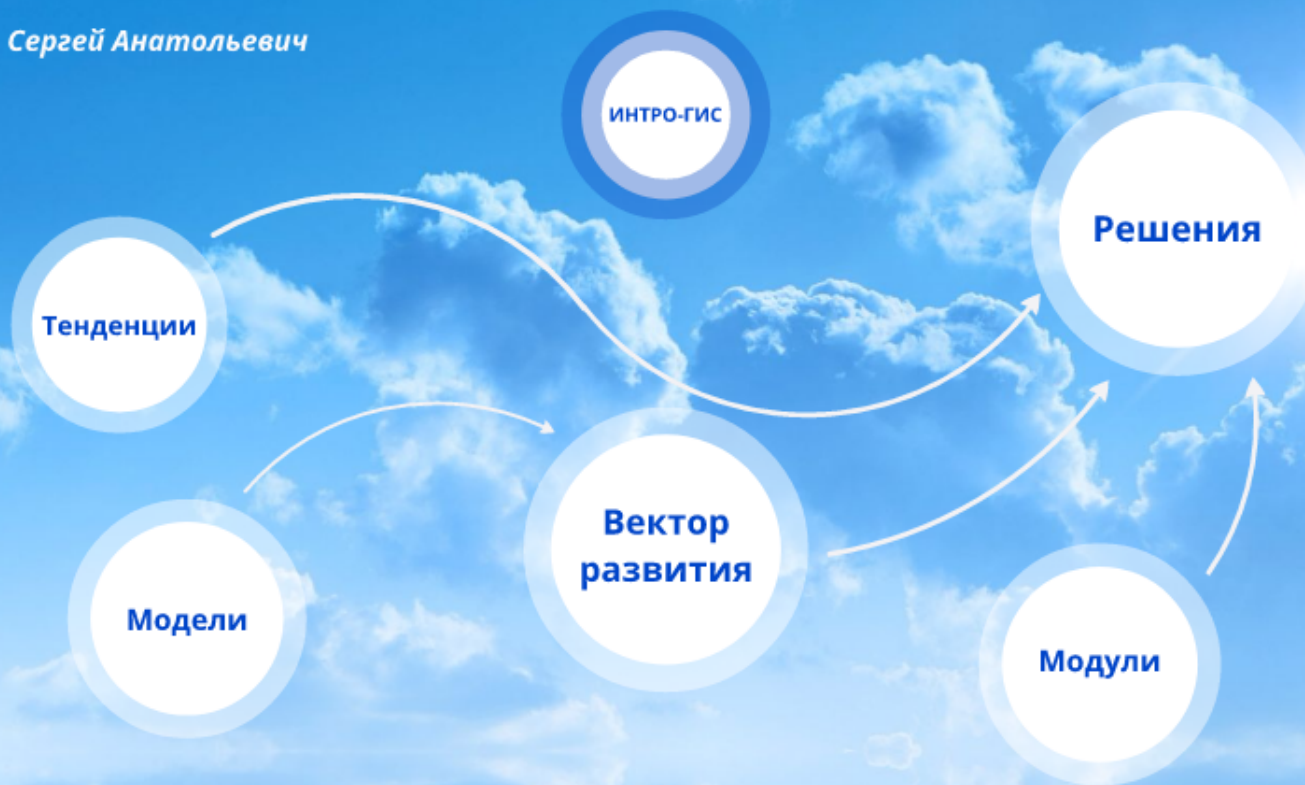 Сергей Анатольевич
ИНТРО-ГИС
Решения
Тенденции
Вектор
развития
Модели
Модули